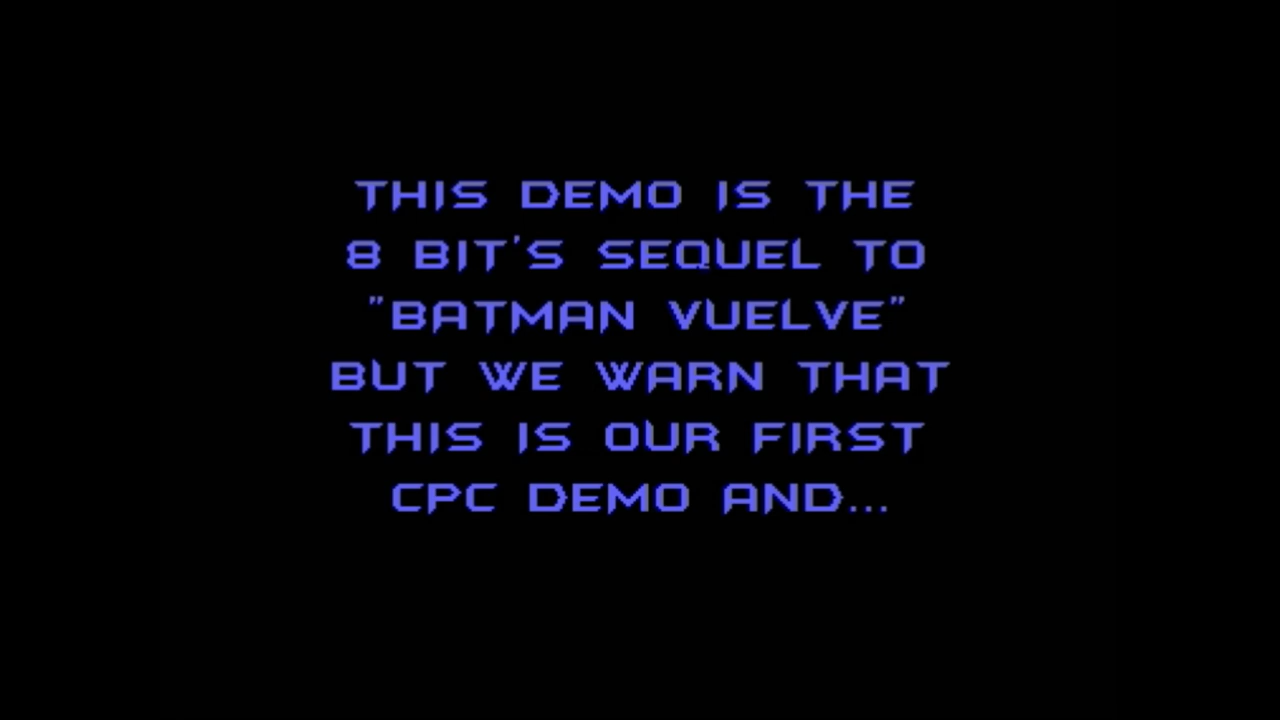 THIS DEMO IS THE
8 BIT'S SEQUEL TO
"BATMAN VUELVE"
BUT WE WARN THAT
THIS IS OUR FIRST
CPC DEMO AND...